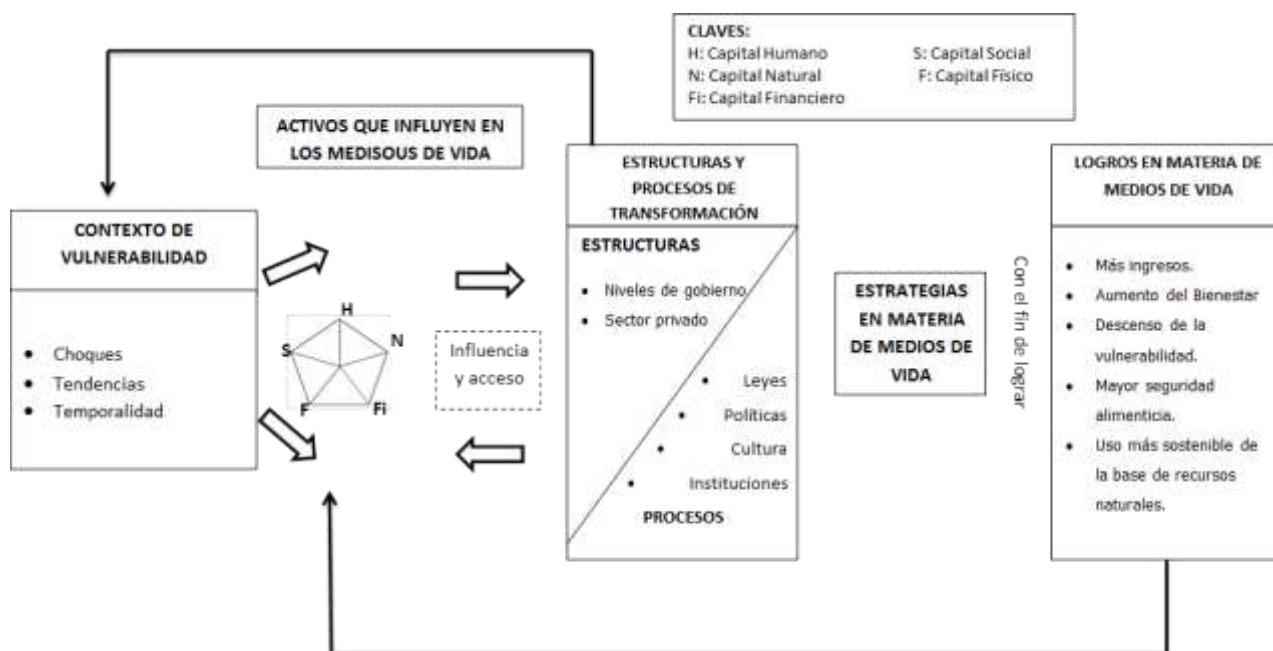 CLAVES:
H: Capital Humano S: Capital Social
N: Capital Natural F: Capital Físico
Fi: Capital Financiero
ACTIVOS QUE INFLUYEN EN
LOS MEDISOUS DE VIDA
CONTEXTO DE
VULNERABILIDAD
• Choques
• Tendencias
• Temporalidad
H
S N
F Fi
Influencia
y acceso
ESTRUCTURAS Y
PROCESOS DE
TRANSFORMACIÓN
ESTRUCTURAS
• Niveles de gobierno
• Sector privado
• Leyes
• Políticas
• Cultura
• Instituciones
PROCESOS
ESTRATEGIAS
EN MATERIA
DE MEDIOS DE
VIDA
Con el fin de lograr
LOGROS EN MATERIA DE
MEDIOS DE VIDA
• Más ingresos.
• Aumento del Bienestar
• Descenso de la
vulnerabilidad.
• Mayor seguridad
alimenticia.
• Uso más sostenible de
la base de recursos
naturales.